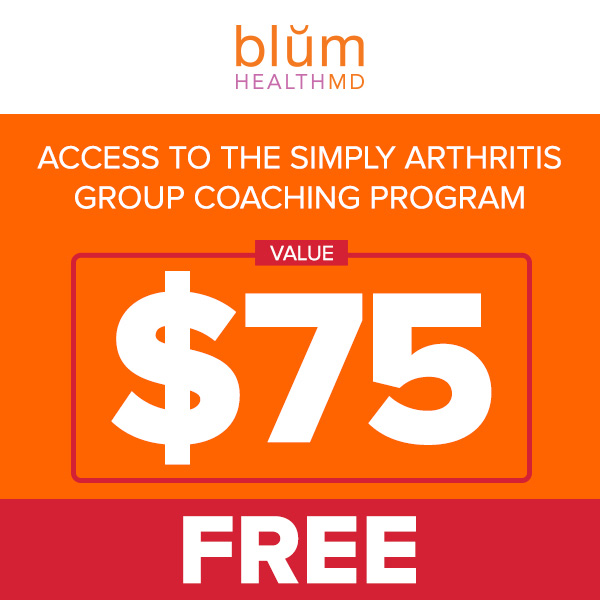 blŭm
HEALTHMD
ACCESS TO THE SIMPLY ARTHRITIS
GROUP COACHING PROGRAM
VALUE
$75
FREE